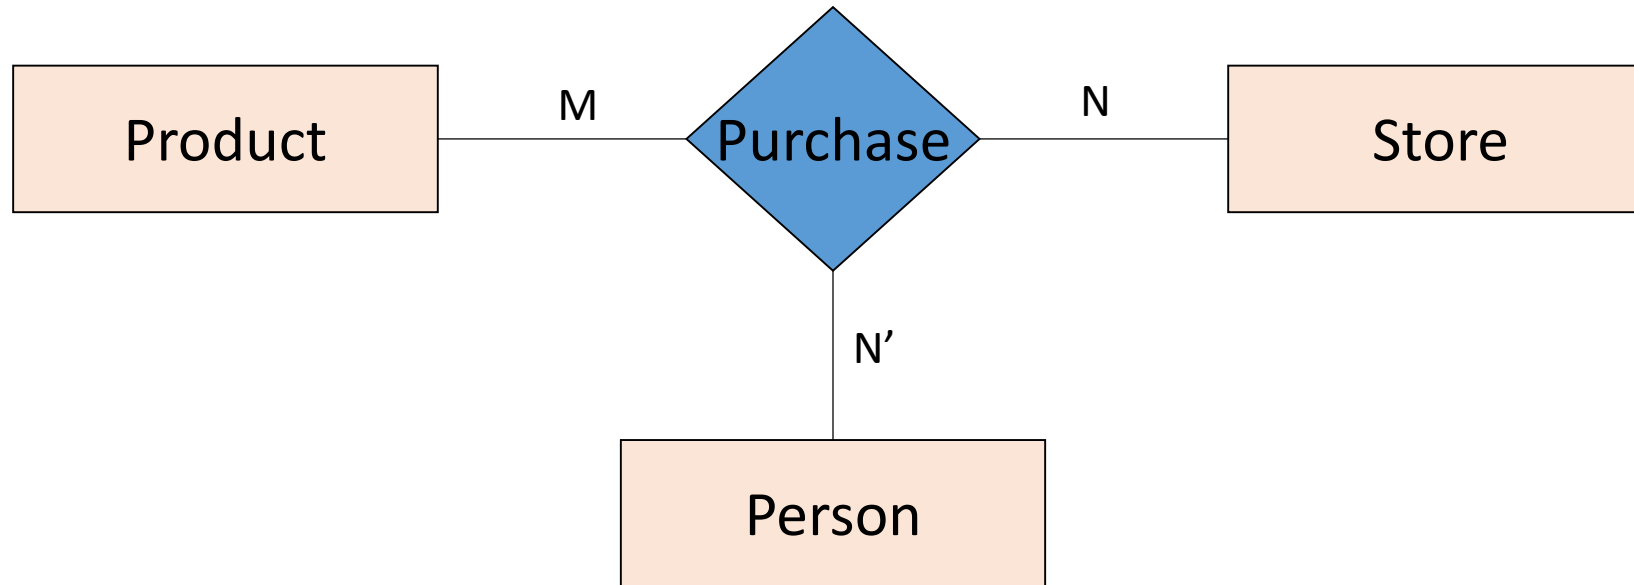 M
N
Product
Purchase
Store
N’
Person